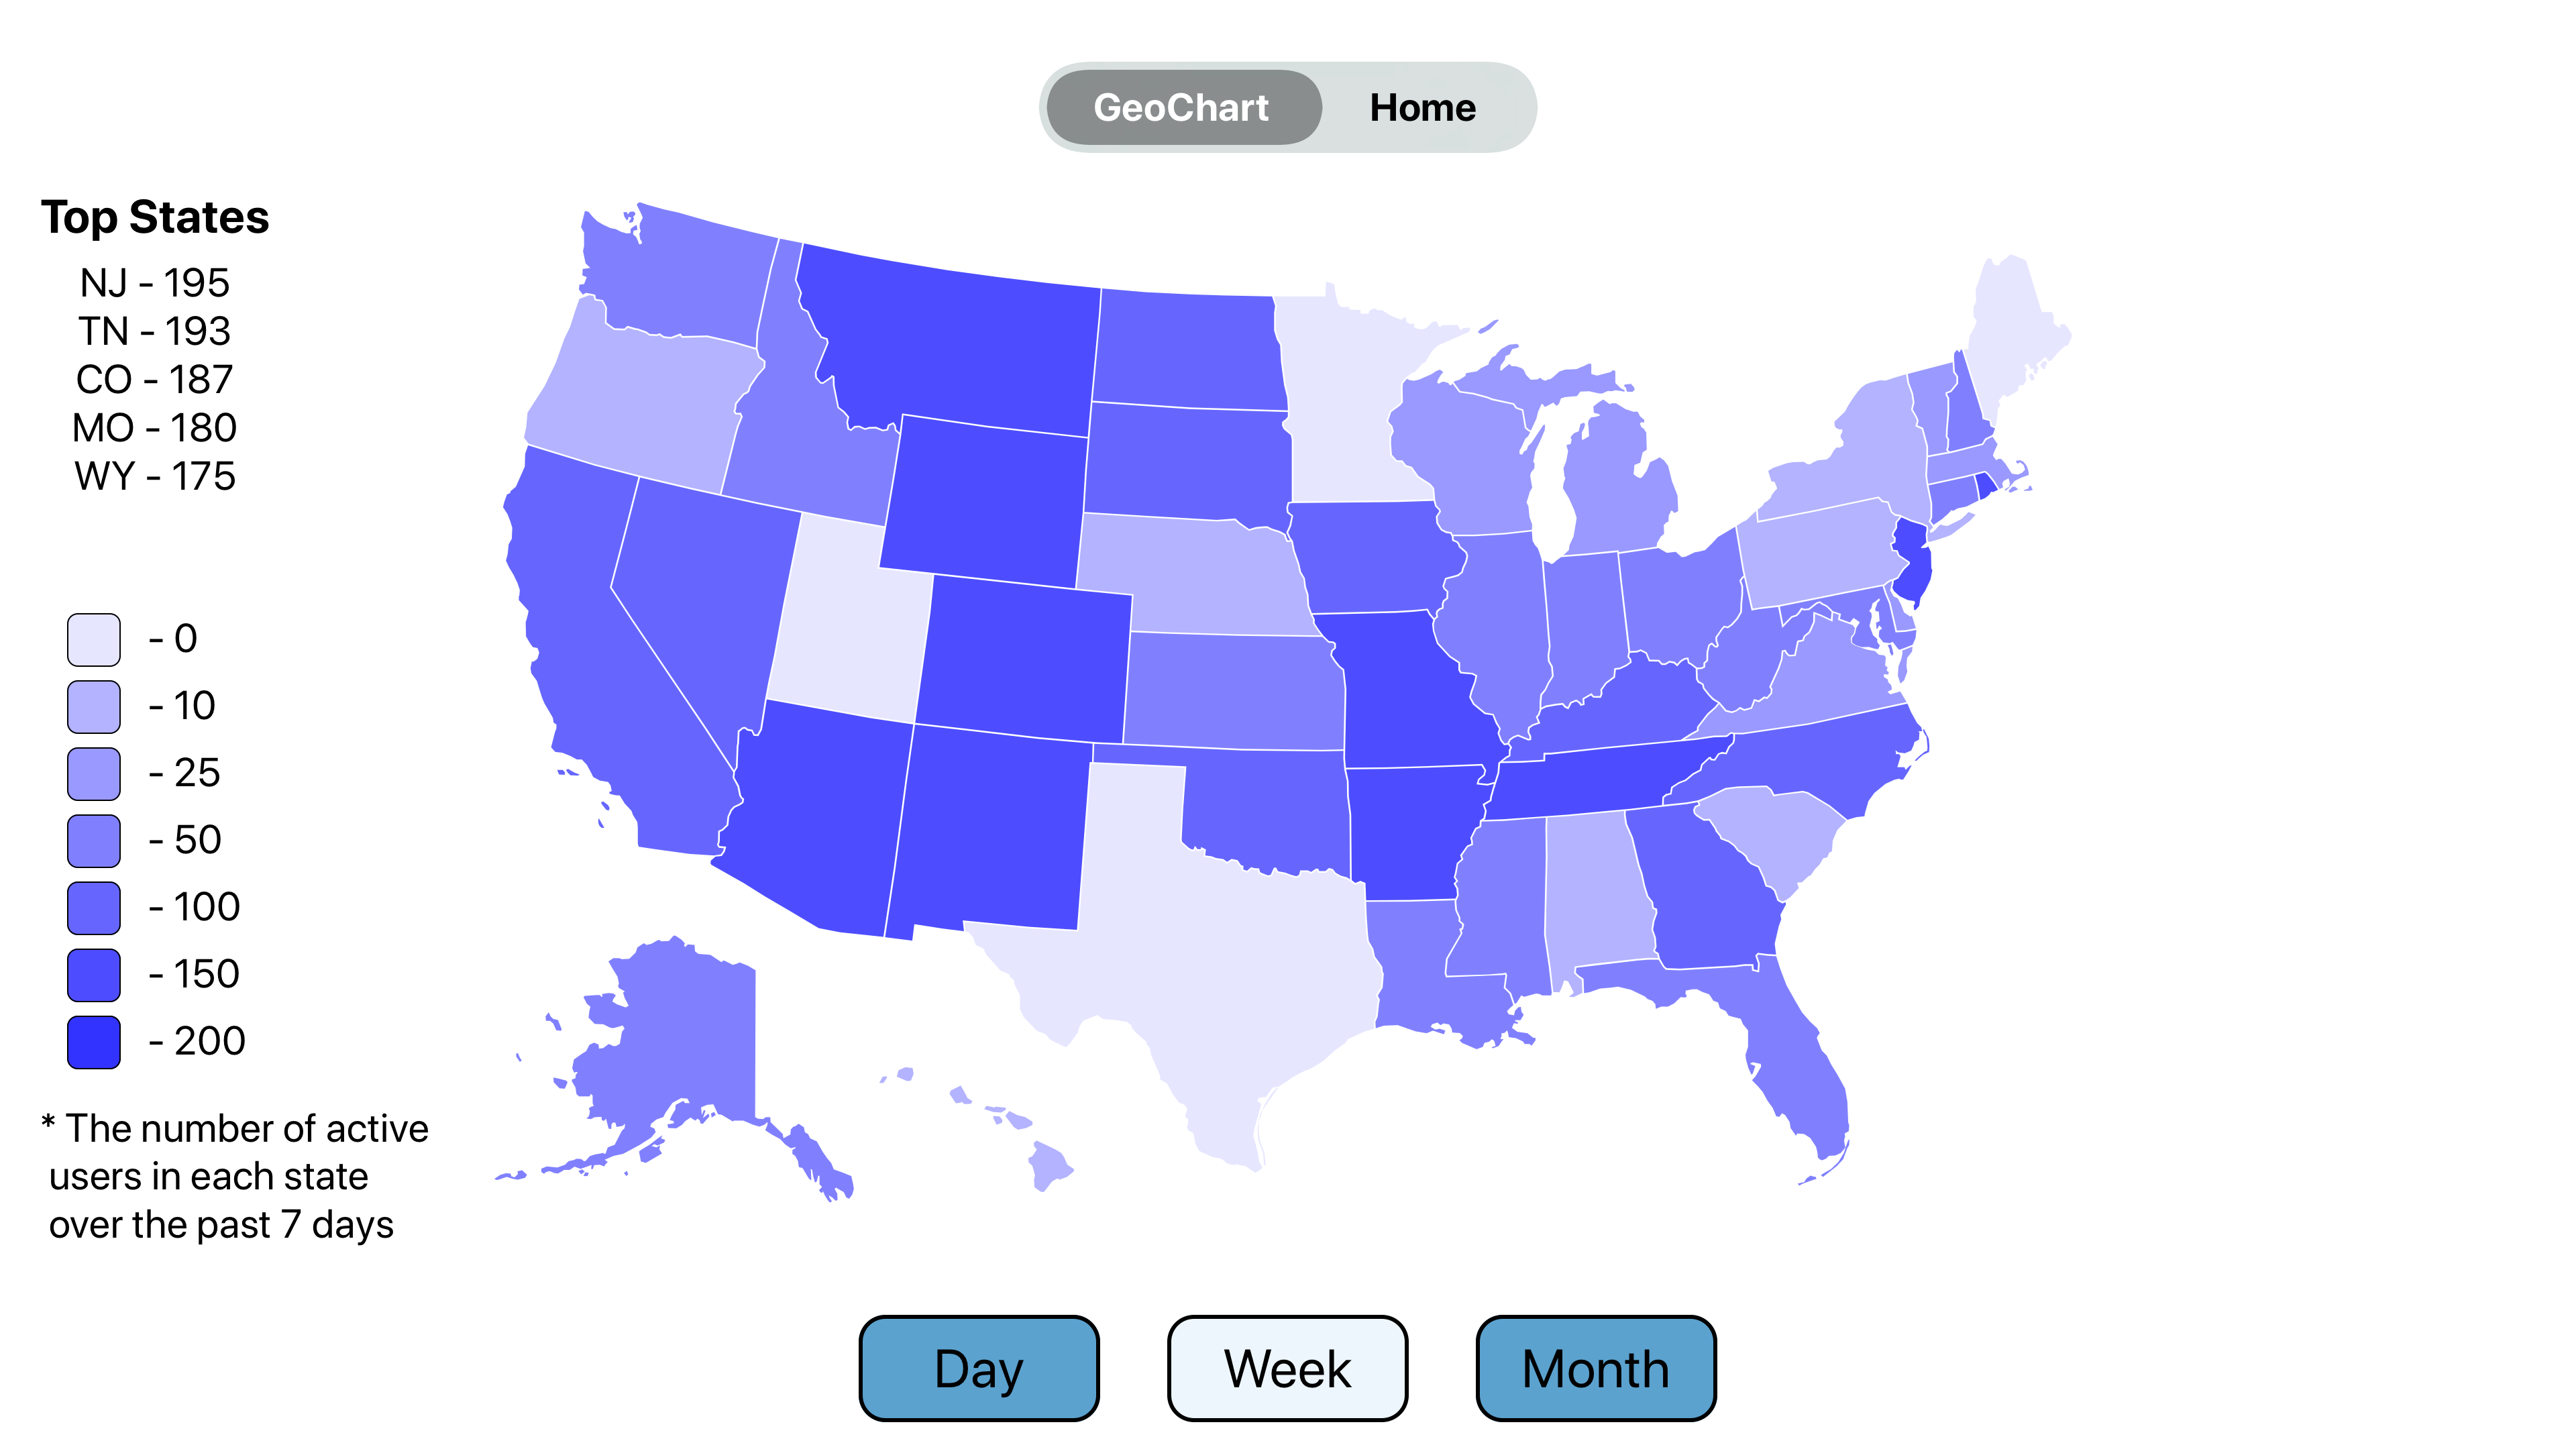 GeoChart Home
Top States
NJ - 195
TN - 193
CO - 187
MO - 180
WY - 175
- 0
- 10
- 25
- 50
- 100
- 150
- 200
* The number of active
users in each state
over the past 7 days
Day Week Month